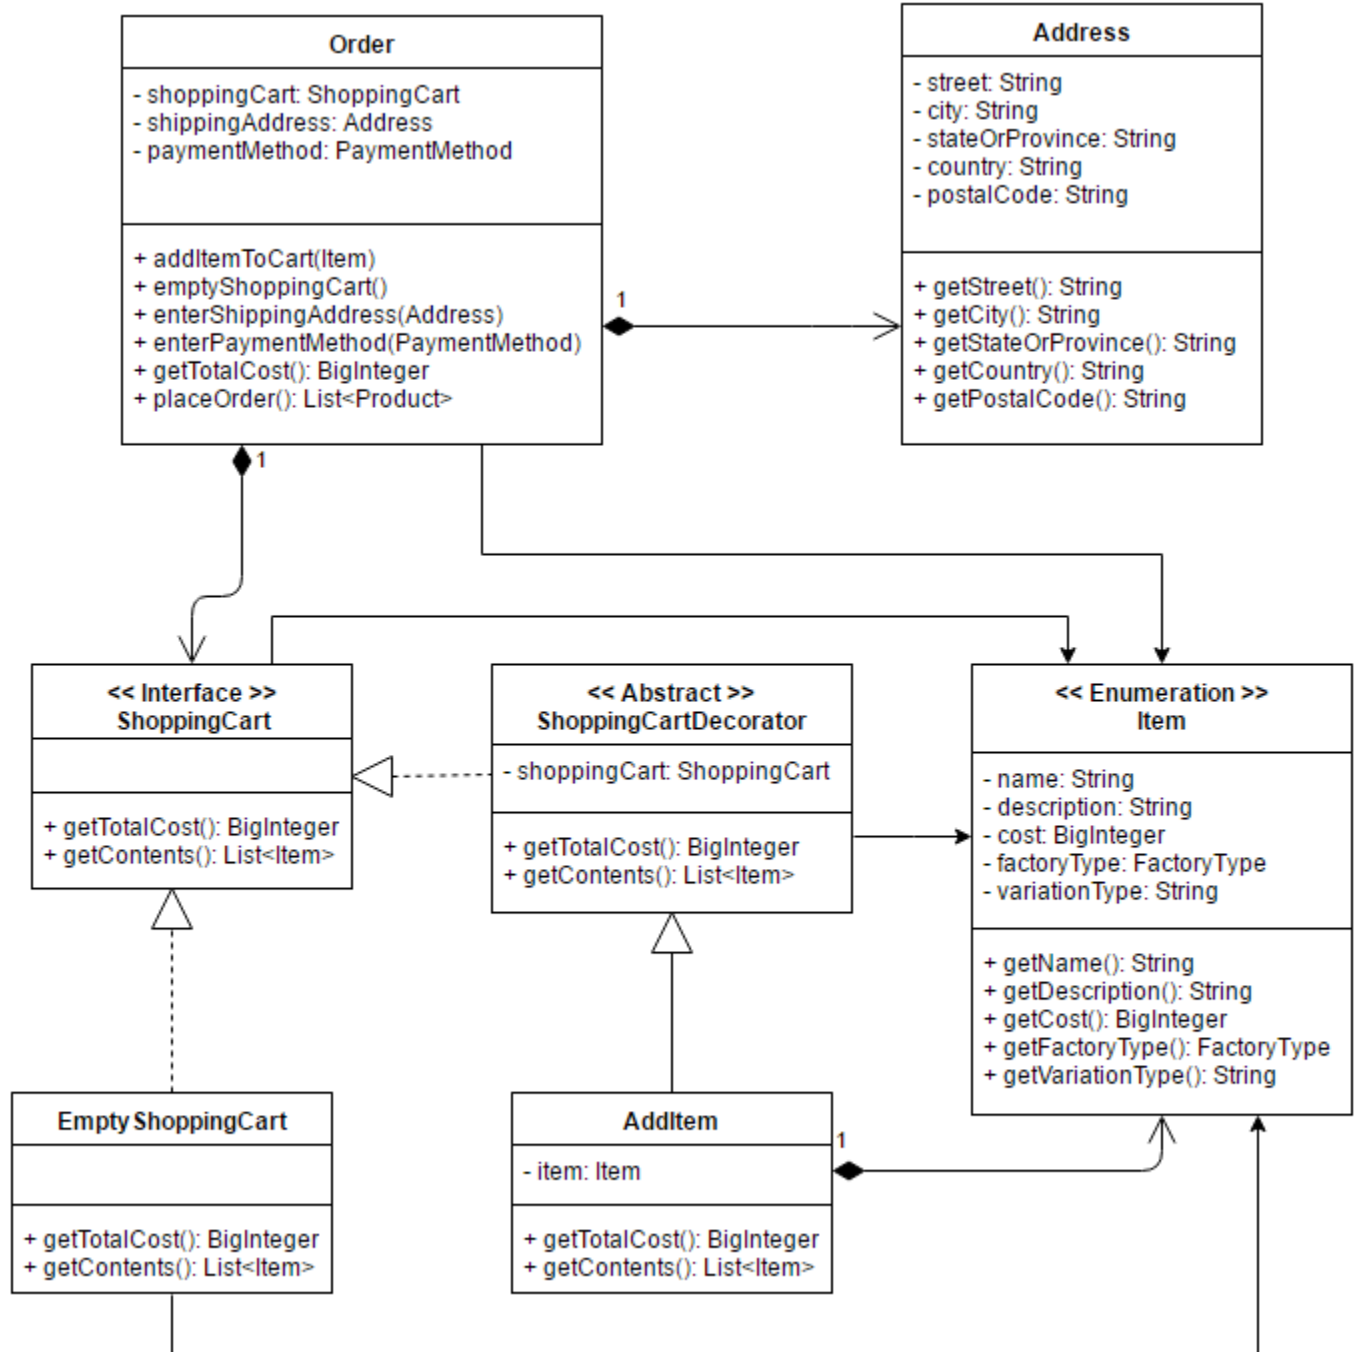 Order
- shoppingCart: ShoppingCart
- shippingAddress: Address
- paymentMethod: PaymentMethod
+ addItemToCart(Item)
+ emptyShoppingCart()
+ enterShippingAddress(Address)
+ enterPaymentMethod(PaymentMethod)
+ getTotalCost(): BigInteger
+ placeOrder(): List<Product>
1
1
Address
- street: String
- city: String
- stateOrProvince: String
- country: String
- postalCode: String
+ getStreet(): String
+ getCity(): String
+ getStateOrProvince(): String
+ getCountry(): String
+ getPostalCode(): String
<< Interface >>
ShoppingCart
+ getTotalCost(): BigInteger
+ getContents(): List<Item>
<< Abstract >>
ShoppingCartDecorator
- shoppingCart: ShoppingCart
+ getTotalCost(): BigInteger
+ getContents(): List<Item>
<< Enumeration >>
Item
- name: String
- description: String
- cost: BigInteger
- factoryType: FactoryType
- variationType: String
+ getName(): String
+ getDescription(): String
+ getCost(): BigInteger
+ getFactoryType(): FactoryType
+ getVariationType(): String
EmptyShoppingCart
+ getTotalCost(): BigInteger
+ getContents(): List<Item>
AddItem
- item: Item
+ getTotalCost(): BigInteger
+ getContents(): List<Item>
1